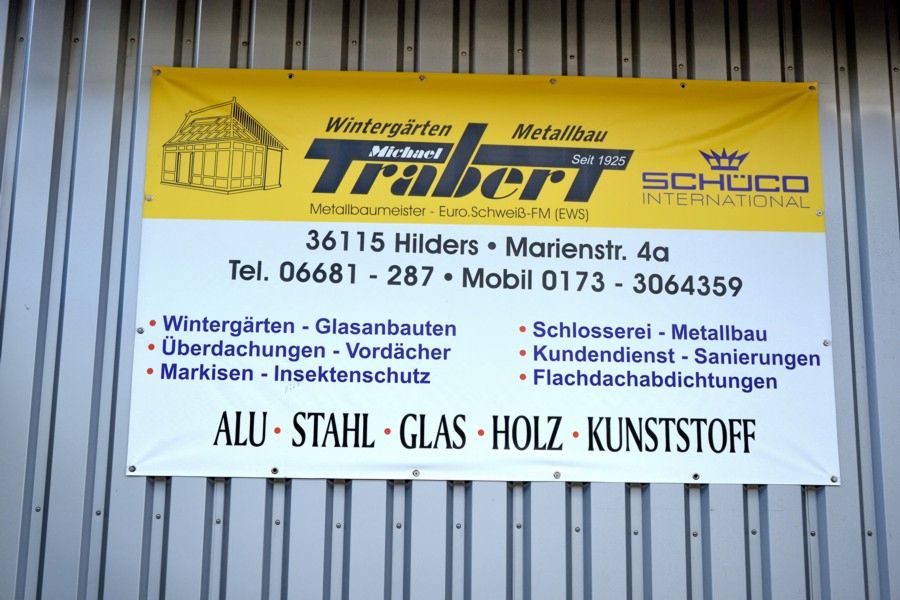 Wintergärten Metallbau
Michael
Trabert
Seit 1925
SCHÜCO
INTERNATIONAL
Metallbaumeister - Euro.Schweiß-FM (EWS)
36115 Hilders • Marienstr. 4a
Tel. 06681 - 287 • Mobil 0173 - 3064359
• Wintergärten - Glasanbauten
• Überdachungen - Vordächer
• Markisen - Insektenschutz
• Schlosserei - Metallbau
• Kundendienst - Sanierungen
• Flachdachabdichtungen
ALU • STAHL • GLAS • HOLZ • KUNSTSTOFF